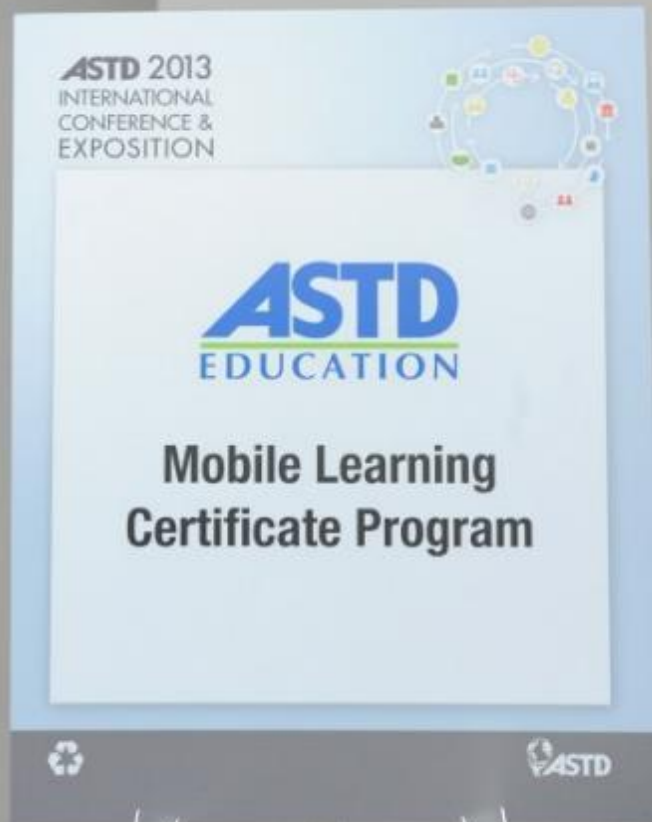 ASTD 2013
INTERNATIONAL
CONFERENCE &
EXPOSITION
ASTD
EDUCATION
Mobile Learning
Certificate Program
ASTD